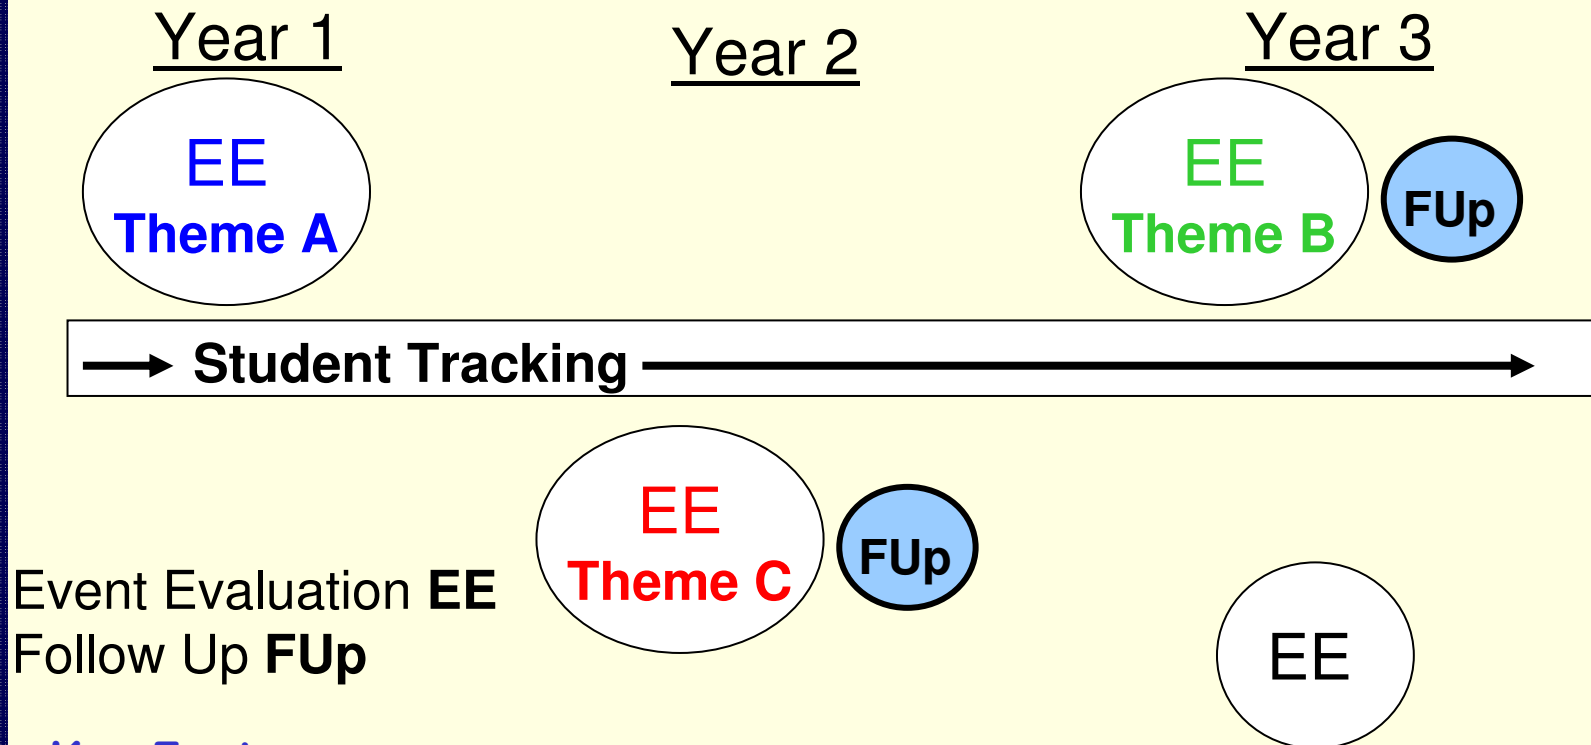 Year 1
Year 2
Year 3
EE
Theme A
EE
Theme B
FUp
Student Tracking
EE
Theme C
FUp
Event Evaluation EE
Follow Up FUp
EE